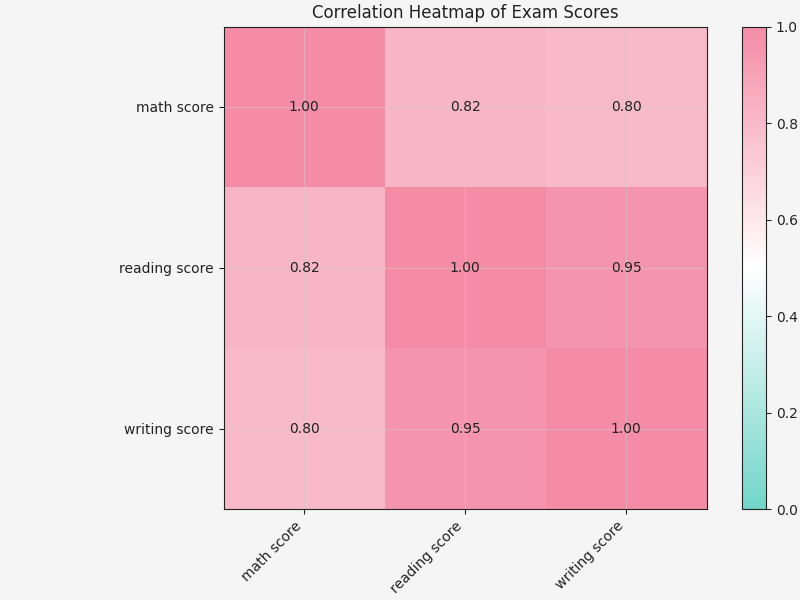 Correlation Heatmap of Exam Scores
1.0
math score 1.00 0.82 0.80
0.8
0.6
reading score 0.82 1.00 0.95
0.4
0.2
writing score 0.80 0.95 1.00
0.0
math score reading score writing score